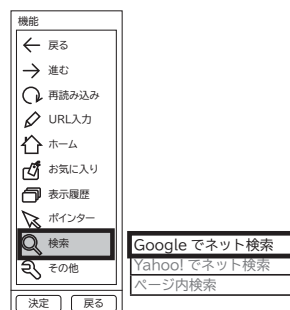 機能
戻る
進む
再読み込み
URL入力
ホーム
お気に入り
表示履歴
ポインター
検索
その他
決定
戻る
Google でネット検索
Yahoo! でネット検索
ページ内検索